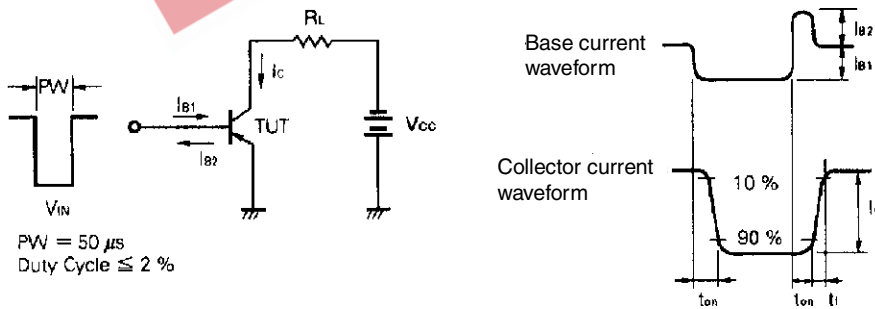 RL
Ic
PW
IB1
TUT
IB2
Vcc
VIN
PW = 50 μs
Duty Cycle ≦ 2 %
Base current
waveform
IB2
IB1
Collector current
waveform
10 %
90 %
ton
ton
tf